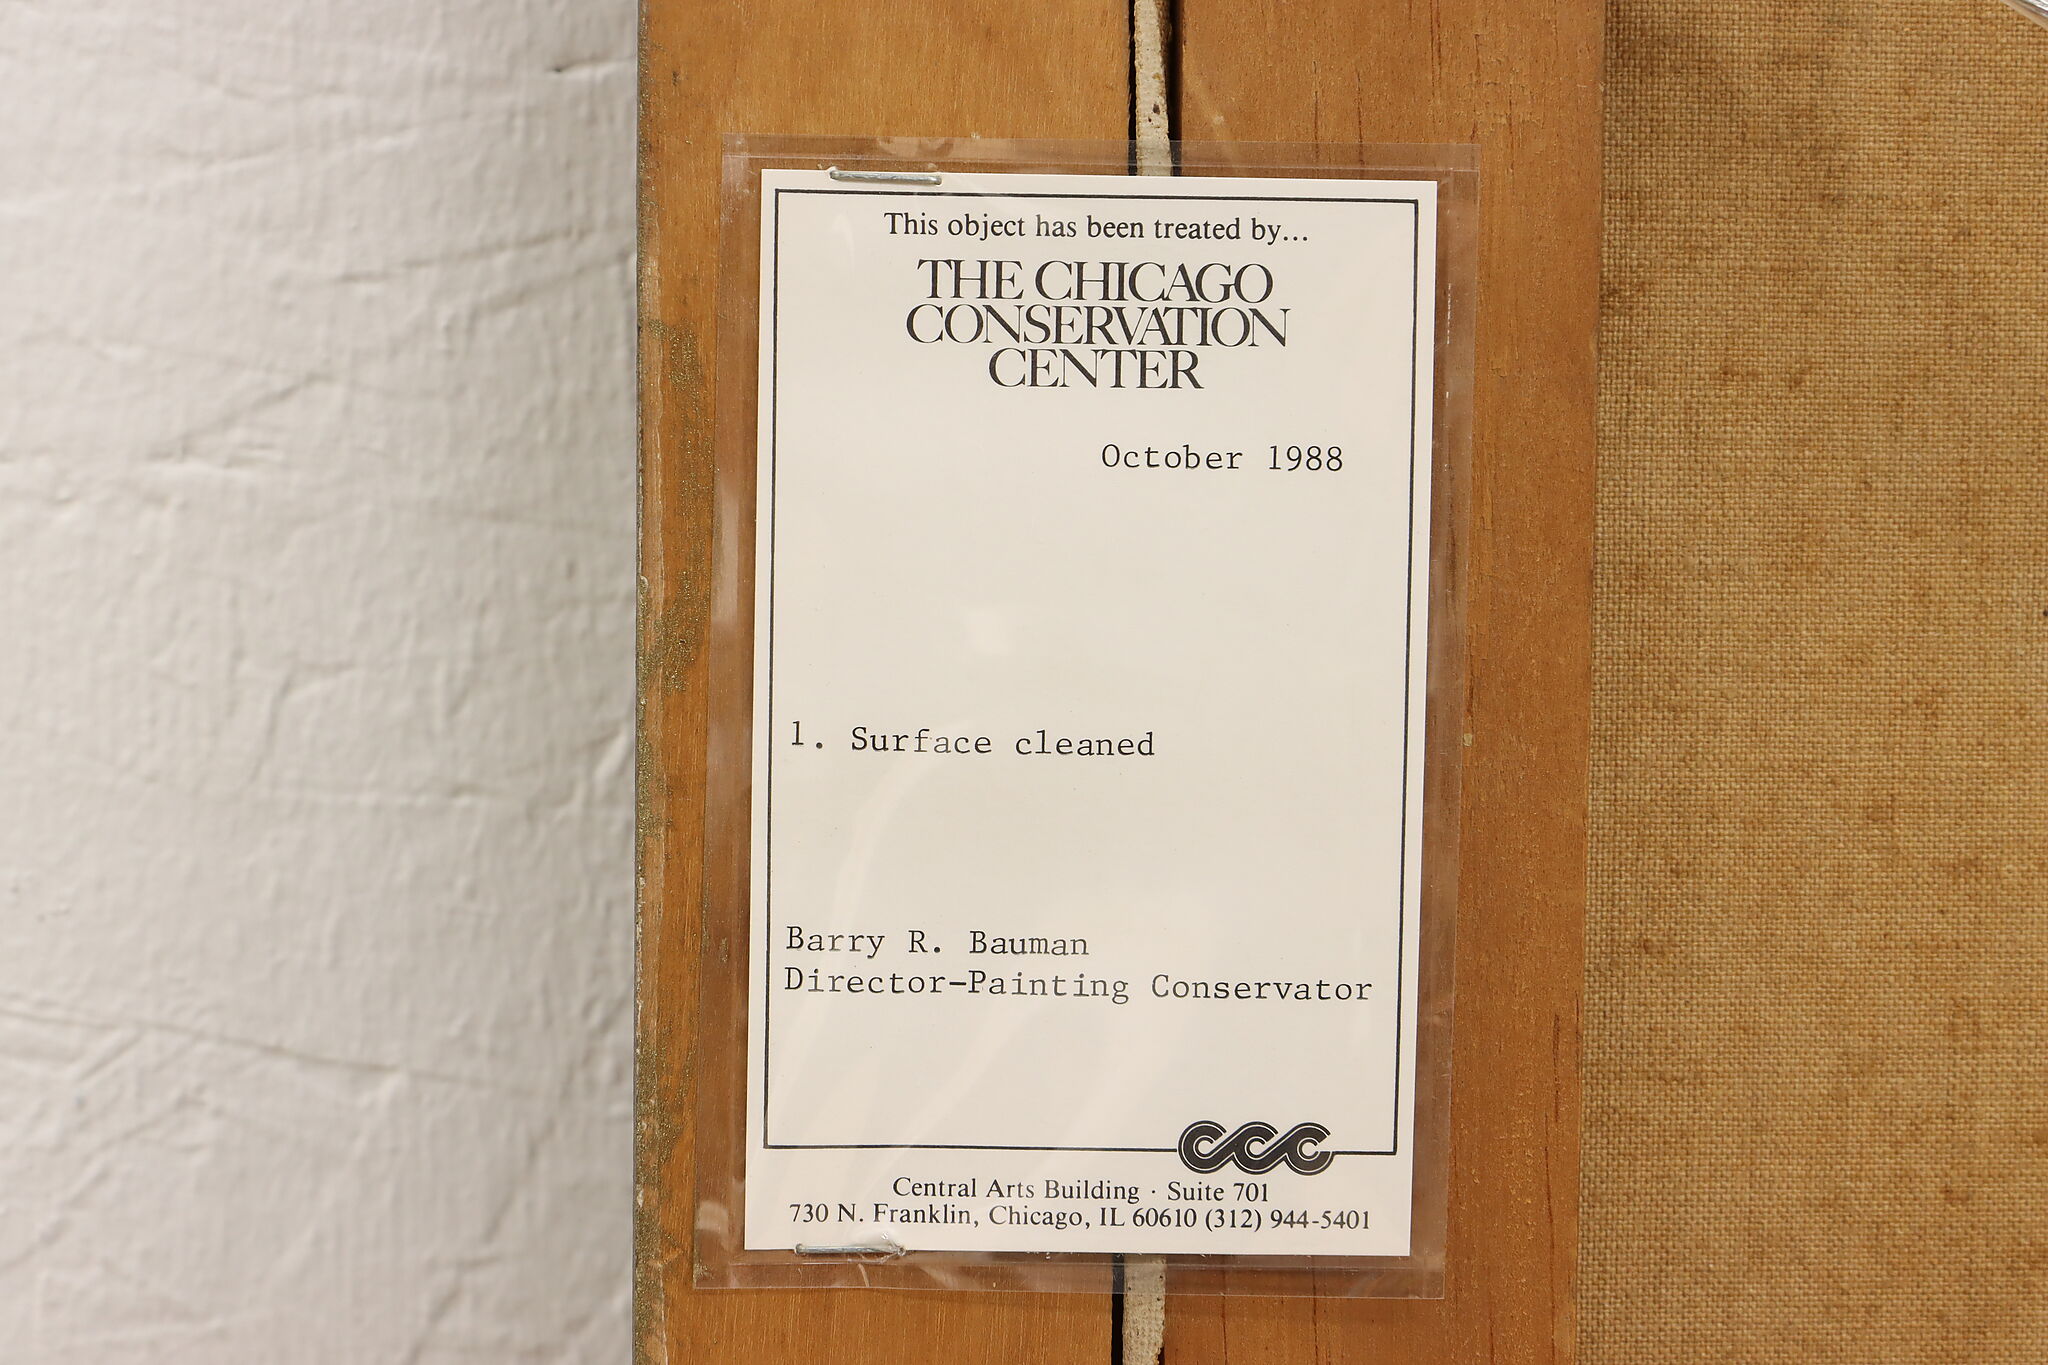 This object has been treated by...
THE CHICAGO
CONSERVATION
CENTER
October 1988
1. Surface cleaned
Barry R. Bauman
Director-Painting Conservator
CCC
Central Arts Building · Suite 701
730 N. Franklin, Chicago, IL 60610 (312) 944-5401